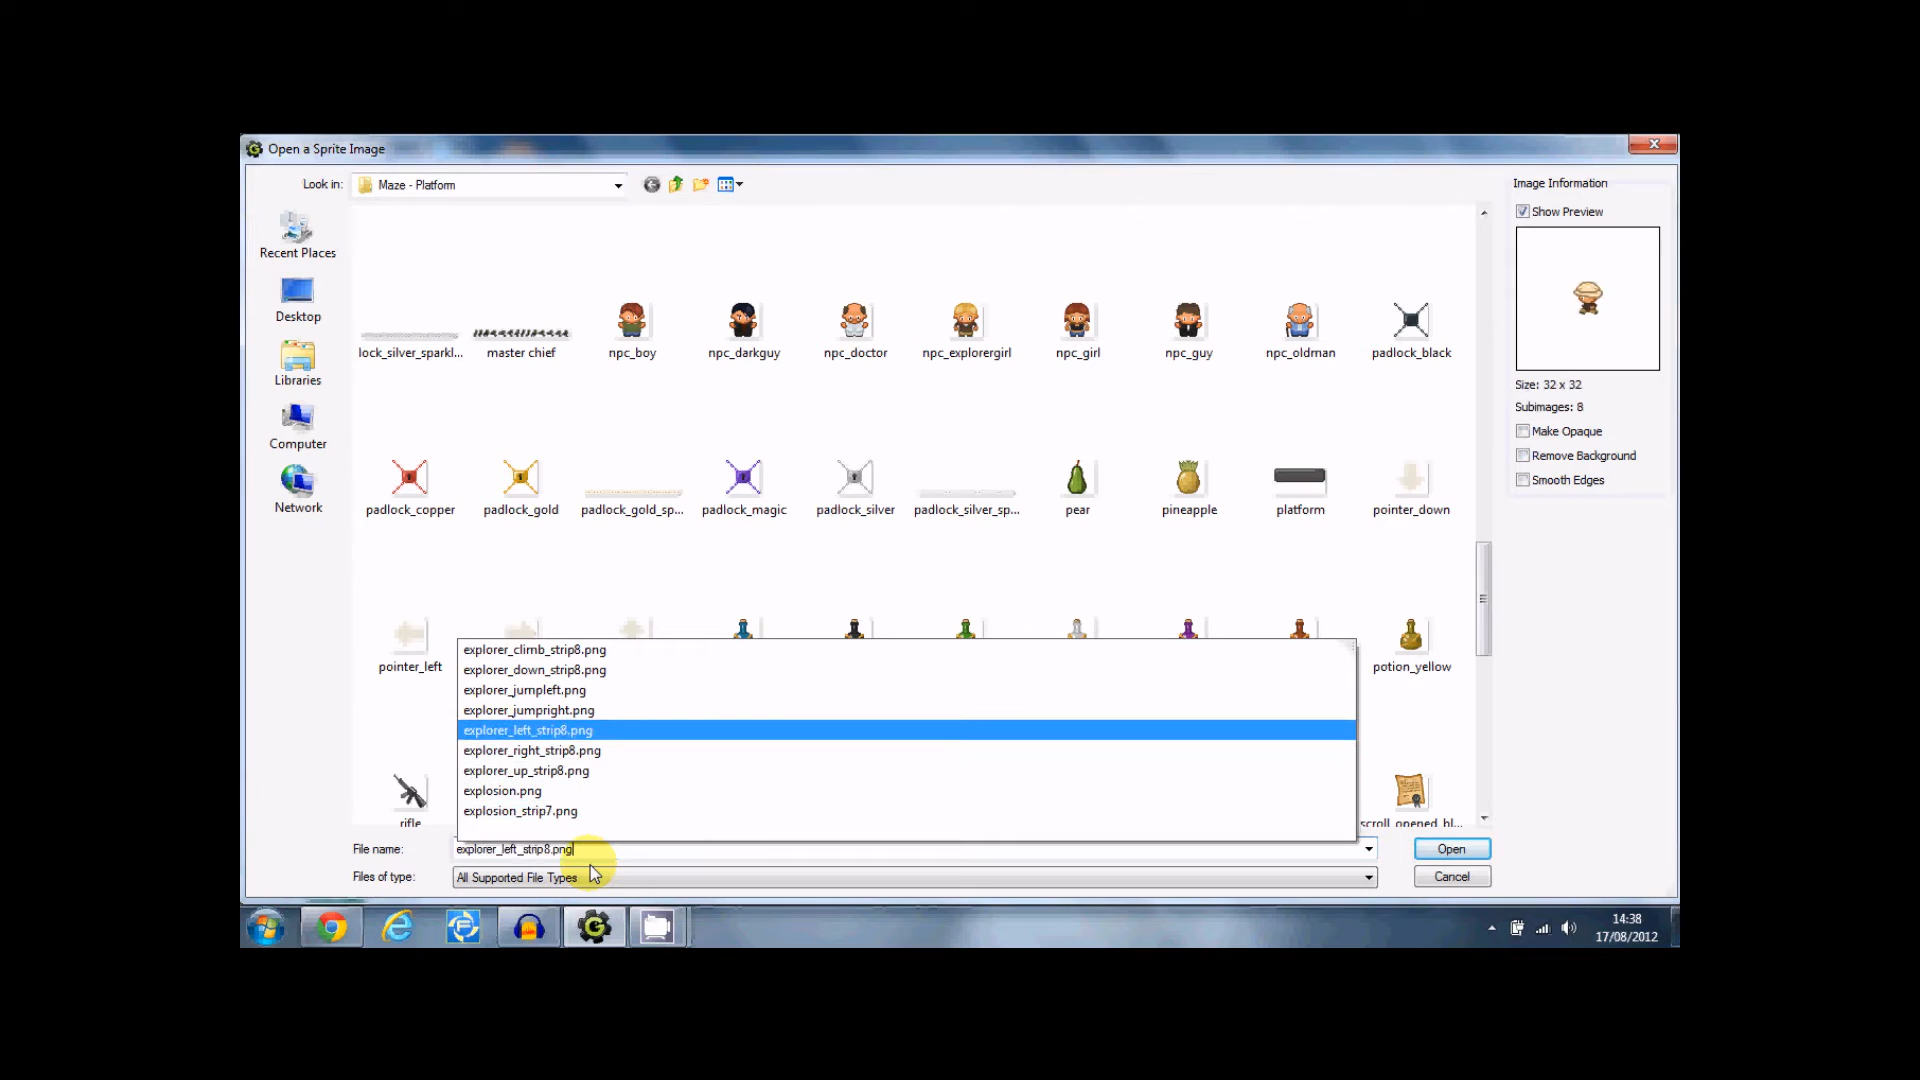 Open a Sprite Image
Look in:
Maze - Platform
Image Information
Show Preview
Recent Places
Desktop
Libraries
Computer
Network
lock_silver_sparkl...
master chief
npc_boy
npc_darkguy
npc_doctor
npc_explorergirl
npc_girl
npc_guy
npc_oldman
padlock_black
Size: 32 x 32
Subimages: 8
Make Opaque
Remove Background
Smooth Edges
padlock_copper
padlock_gold
padlock_gold_sp...
padlock_magic
padlock_silver
padlock_silver_sp...
pear
pineapple
platform
pointer_down
pointer_left
potion_yellow
explorer_climb_strip8.png
explorer_down_strip8.png
explorer_jumpleft.png
explorer_jumpright.png
explorer_left_strip8.png
explorer_right_strip8.png
explorer_up_strip8.png
explosion.png
explosion_strip7.png
rifle
scroll_opened_bl...
File name:
explorer_left_strip8.png
Open
Files of type:
All Supported File Types
Cancel
14:38
17/08/2012